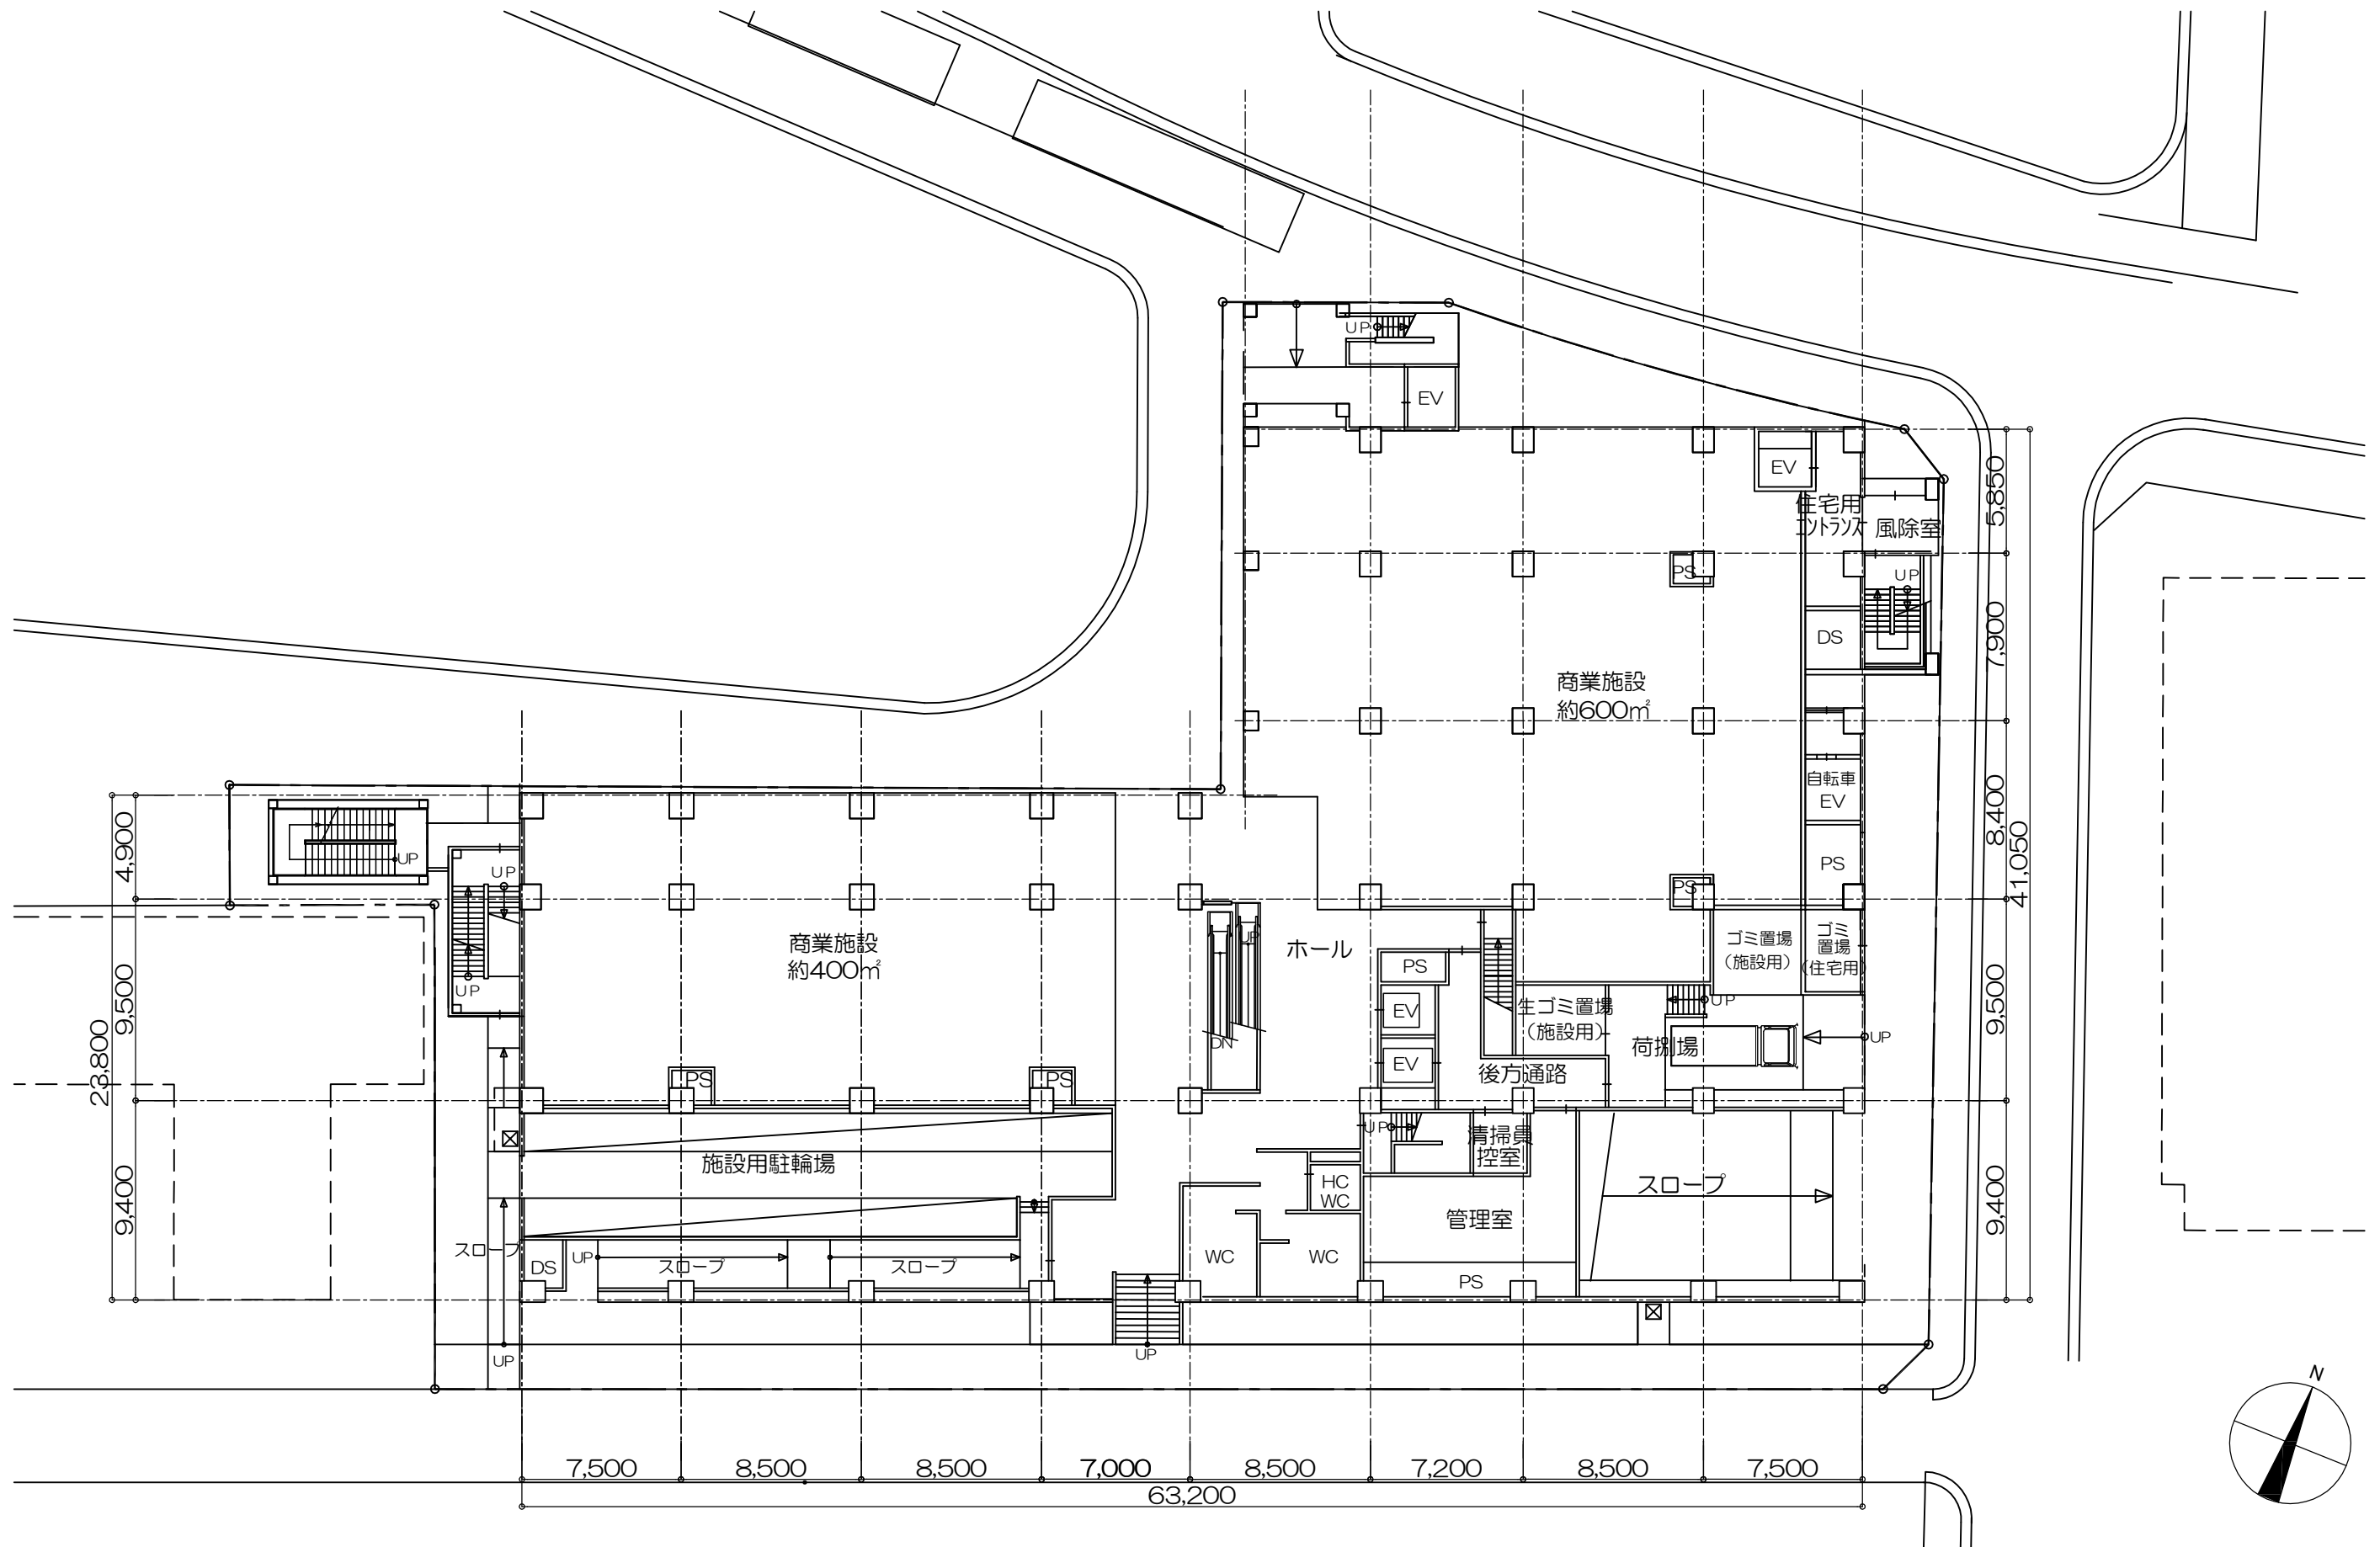 UP
EV
EV
住宅用
エントランス
風除室
5,850
PS
UP
7,900
DS
商業施設
約600㎡
自転車
EV
8,400
41,050
PS
PS
4,900
UP
UP
UP
商業施設
約400㎡
9,500
23,800
9,400
PS
PS
UP
DN
ホール
PS
EV
EV
生ゴミ置場
（施設用）
後方通路
ゴミ置場
（施設用）
ゴミ
置場
（住宅用）
UP
荷捌場
UP
9,500
施設用駐輪場
UP
清掃員
控室
HC
WC
管理室
スロープ
9,400
スロープ
DS
UP
スロープ
スロープ
WC
WC
PS
UP
UP
N
7,500
8,500
8,500
7,000
8,500
7,200
8,500
7,500
63,200